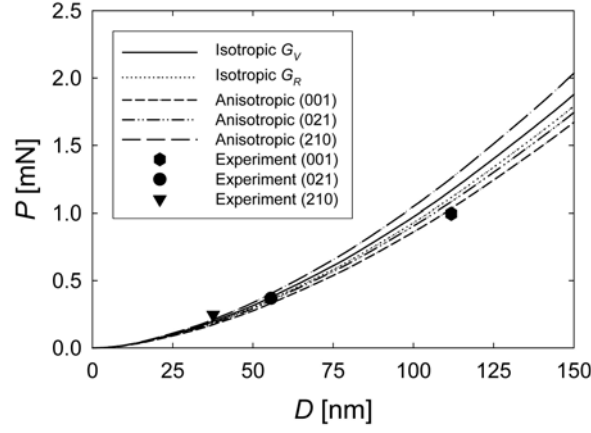 2.5
2.0
1.5
1.0
0.5
0.0
P [mN]
Isotropic G_V
Isotropic G_R
Anisotropic (001)
Anisotropic (021)
Anisotropic (210)
Experiment (001)
Experiment (021)
Experiment (210)
0 25 50 75 100 125 150
D [nm]